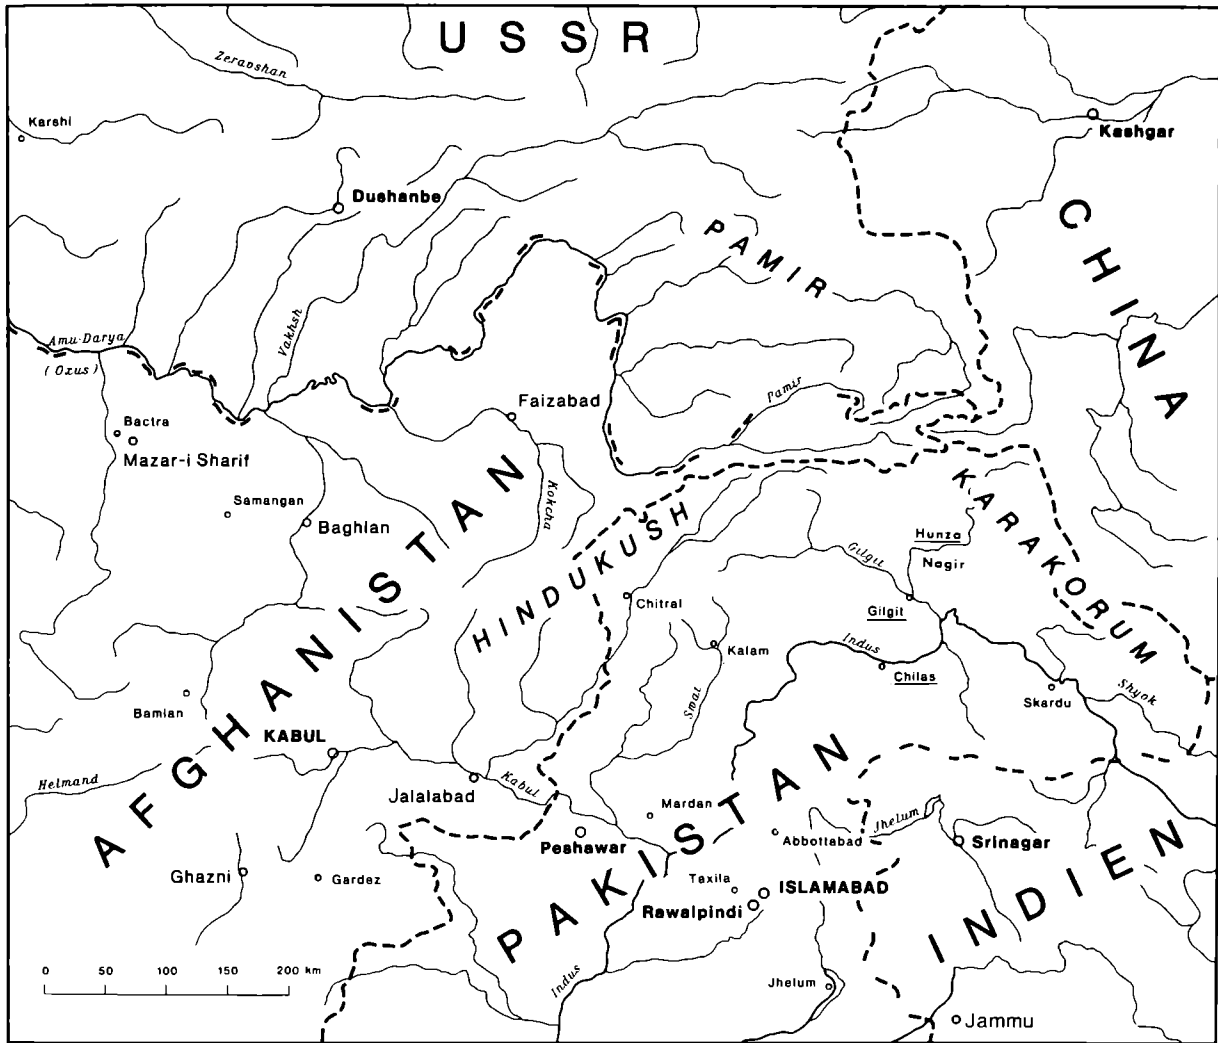 USSR
Zeravshan
Karshi
Kashgar
Dushanbe
CHINA
PAMIR
Vakhsh
Amu-Darya
(Oxus)
Pamir
Faizabad
Bactra
Mazar-i Sharif
Samangan
Baghlan
Kokcha
KARAKORUM
Hunza
Nagir
Gilgit
Gilgit
HINDUKUSH
Chitral
Kalam
Indus
Chilas
Skardu
Shyok
Swat
AFGHANISTAN
Bamian
KABUL
Helmand
Jalalabad
Kabul
Mardan
PAKISTAN
Peshawar
Abbottabad
Jhelum
Srinagar
INDIEN
Ghazni
Gardez
Taxila
ISLAMABAD
Rawalpindi
0 50 100 150 200 km
Indus
Jhelum
Jammu